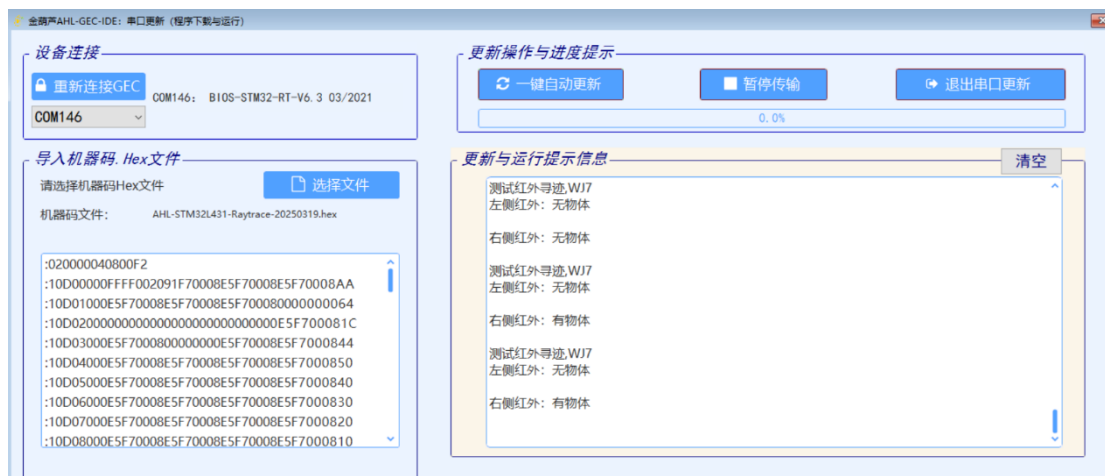 金葫芦AHL-GEC-IDE：串口更新（程序下载与运行）
设备连接
重新连接GEC
COM146： BIOS-STM32-RT-V6.3 03/2021
COM146
更新操作与进度提示
一键自动更新
暂停传输
退出串口更新
0.0%
导入机器码.Hex文件
请选择机器码Hex文件
选择文件
机器码文件：
AHL-STM32L431-Raytrace-20250319.hex
:020000040800F2
:10D00000FFFF002091F70008E5F70008E5F70008AA
:10D01000E5F70008E5F70008E5F700080000000064
:10D02000000000000000000000000000E5F700081C
:10D03000E5F7000800000000E5F70008E5F7000844
:10D04000E5F70008E5F70008E5F70008E5F7000850
:10D05000E5F70008E5F70008E5F70008E5F7000840
:10D06000E5F70008E5F70008E5F70008E5F7000830
:10D07000E5F70008E5F70008E5F70008E5F7000820
:10D08000E5F70008E5F70008E5F70008E5F7000810
更新与运行提示信息
清空
测试红外寻迹,WJ7
左侧红外：无物体
右侧红外：无物体
测试红外寻迹,WJ7
左侧红外：无物体
右侧红外：有物体
测试红外寻迹,WJ7
左侧红外：无物体
右侧红外：有物体